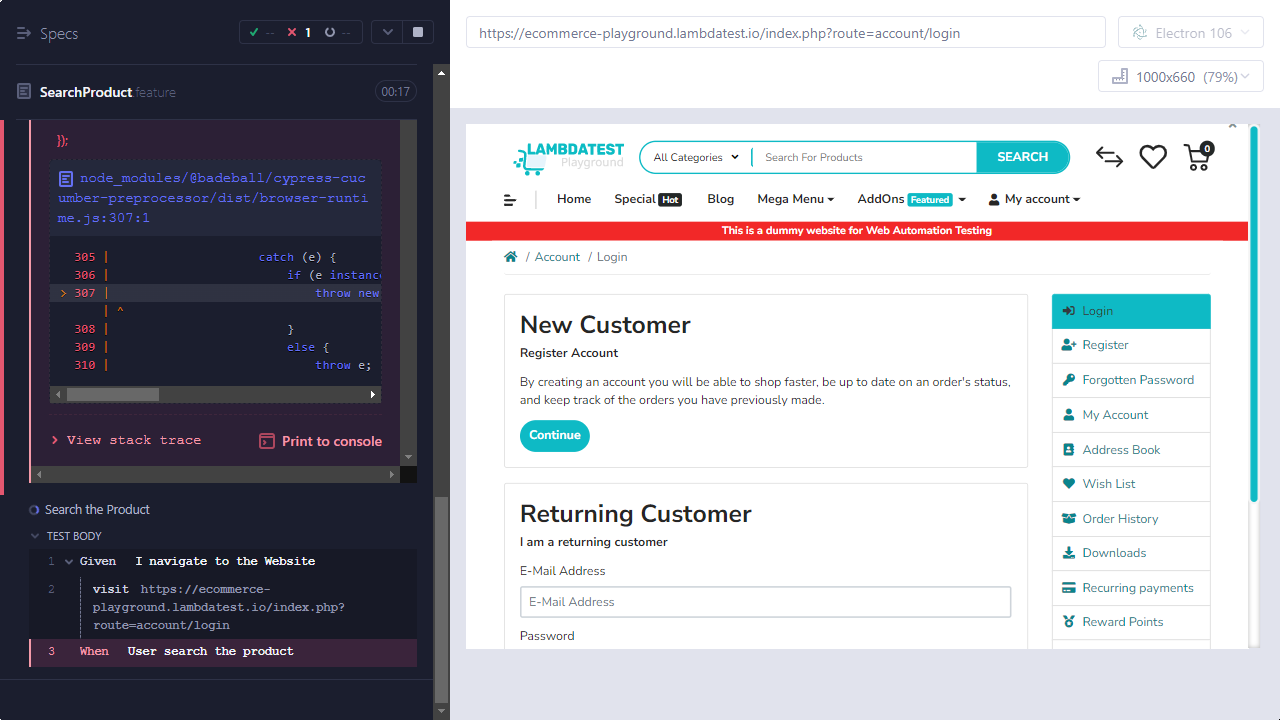 Specs
-- 1 --
SearchProduct.feature 00:17
});
node_modules/@badeball/cypress-cuc
umber-preprocessor/dist/browser-runti
me.js:307:1
305 | catch (e) {
306 | if (e instanc
> 307 | throw new
| ^
308 | }
309 | else {
310 | throw e;
> View stack trace Print to console
Search the Product
TEST BODY
1 Given I navigate to the Website
2 visit https://ecommerce-
playground.lambdatest.io/index.php?
route=account/login
3 When User search the product
https://ecommerce-playground.lambdatest.io/index.php?route=account/login Electron 106
1000x660 (79%)
LAMBDATEST
Playground
All Categories Search For Products SEARCH 0
Home Special Hot Blog Mega Menu AddOns Featured My account
This is a dummy website for Web Automation Testing
/ Account / Login
New Customer
Register Account
By creating an account you will be able to shop faster, be up to date on an order's status,
and keep track of the orders you have previously made.
Continue
Returning Customer
I am a returning customer
E-Mail Address
E-Mail Address
Password
Login
Register
Forgotten Password
My Account
Address Book
Wish List
Order History
Downloads
Recurring payments
Reward Points